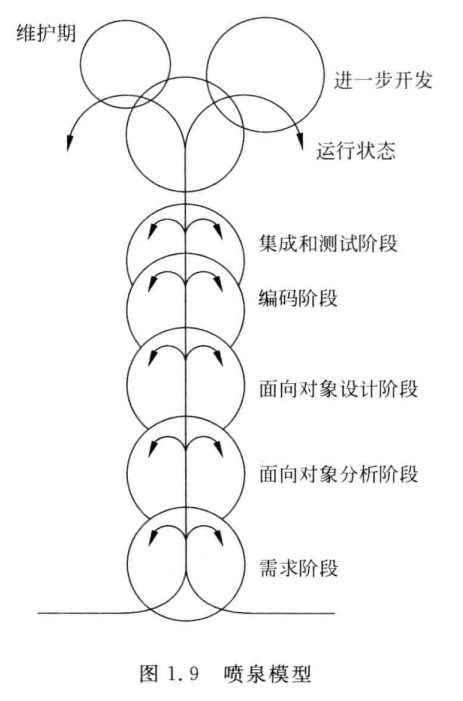 维护期
进一步开发
运行状态
集成和测试阶段
编码阶段
面向对象设计阶段
面向对象分析阶段
需求阶段
图 1.9 喷泉模型